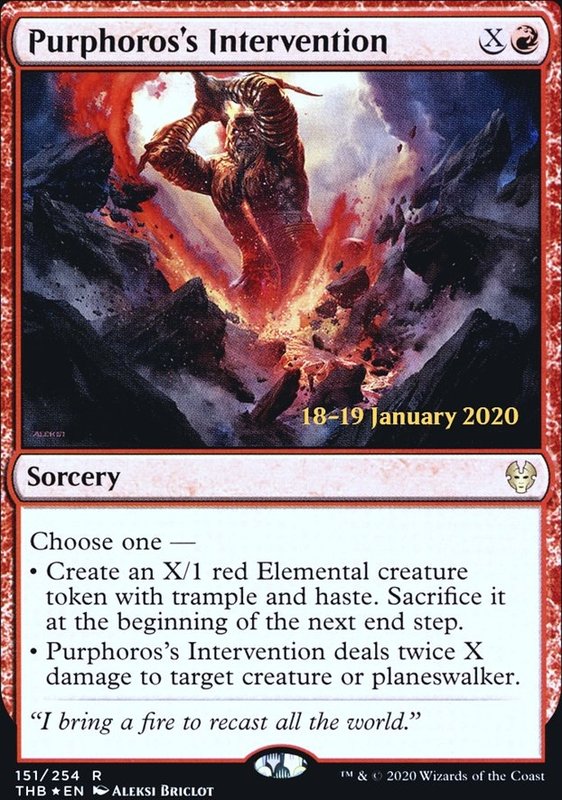 Purphoros's Intervention X
ALEKSI
18–19 January 2020
Sorcery
Choose one —
• Create an X/1 red Elemental creature
token with trample and haste. Sacrifice it
at the beginning of the next end step.
• Purphoros's Intervention deals twice X
damage to target creature or planeswalker.
“I bring a fire to recast all the world.”
151/254 R
THB ★ EN Aleksi Briclot
™ & © 2020 Wizards of the Coast